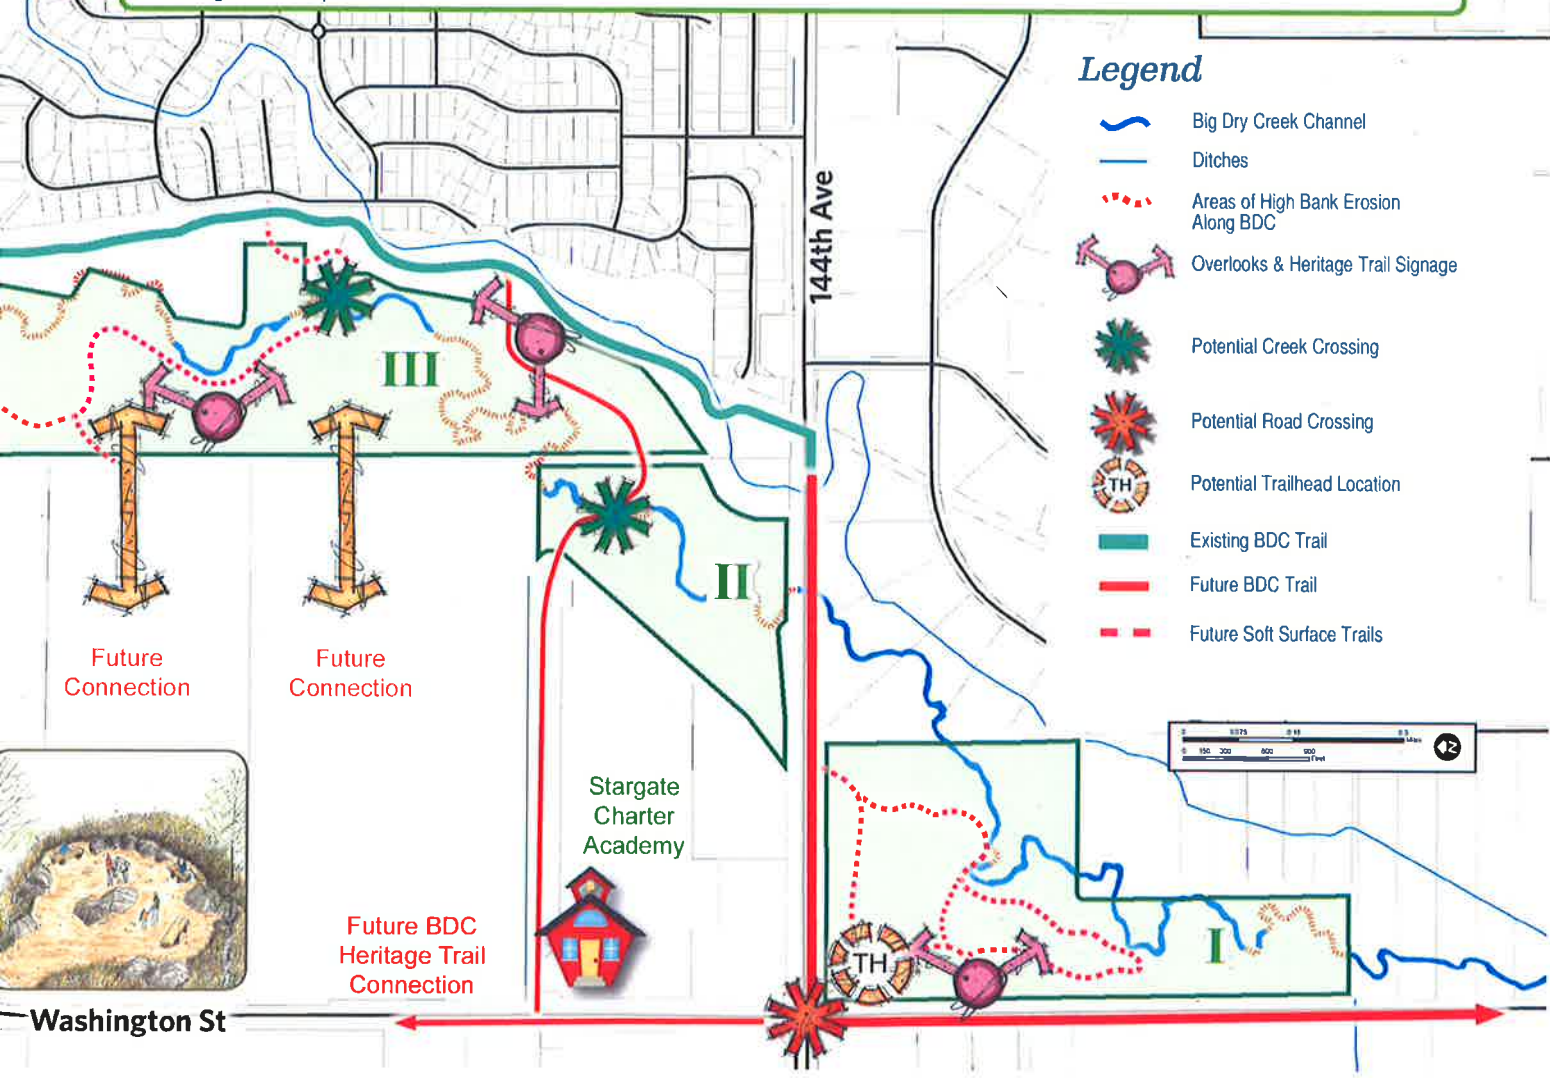 Legend
Big Dry Creek Channel
Ditches
Areas of High Bank Erosion
Along BDC
Overlooks & Heritage Trail Signage
Potential Creek Crossing
Potential Road Crossing
TH
Potential Trailhead Location
Existing BDC Trail
Future BDC Trail
Future Soft Surface Trails
144th Ave
III
II
Future
Connection
Future
Connection
Stargate
Charter
Academy
Future BDC
Heritage Trail
Connection
TH
I
Washington St
N